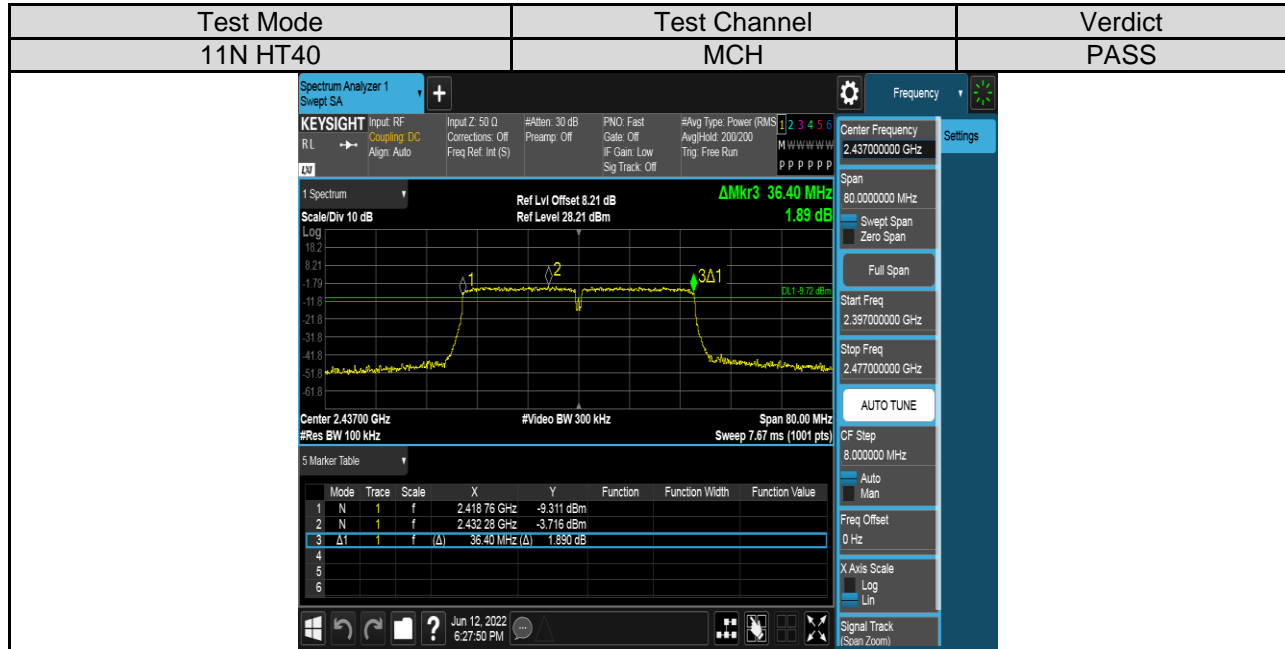 Test Mode Test Channel Verdict
11N HT40 MCH PASS
Spectrum Analyzer 1
Swept SA
Frequency
KEYSIGHT Input: RF Input Z: 50 Ω #Atten: 30 dB PNO: Fast #Avg Type: Power (RMS 1 2 3 4 5 6
RL Coupling: DC Corrections: Off Preamp: Off Gate: Off Avg|Hold: 200/200 M W W W W W
Align: Auto Freq Ref: Int (S) IF Gain: Low Trig: Free Run
Sig Track: Off P P P P P P
LXI
1 Spectrum
Ref Lvl Offset 8.21 dB
ΔMkr3 36.40 MHz
Scale/Div 10 dB Ref Level 28.21 dBm 1.89 dB
Log
18.2
8.21
-1.79
-11.8
-21.8
-31.8
-41.8
-51.8
-61.8
1
2
3Δ1
DL1 -9.72 dBm
Center 2.43700 GHz #Video BW 300 kHz Span 80.00 MHz
#Res BW 100 kHz Sweep 7.67 ms (1001 pts)
5 Marker Table
Mode Trace Scale X Y Function Function Width Function Value
1 N 1 f 2.418 76 GHz -9.311 dBm
2 N 1 f 2.432 28 GHz -3.716 dBm
3 Δ1 1 f (Δ) 36.40 MHz (Δ) 1.890 dB
4
5
6
Center Frequency
2.437000000 GHz
Settings
Span
80.0000000 MHz
Swept Span
Zero Span
Full Span
Start Freq
2.397000000 GHz
Stop Freq
2.477000000 GHz
AUTO TUNE
CF Step
8.000000 MHz
Auto
Man
Freq Offset
0 Hz
X Axis Scale
Log
Lin
Signal Track
(Span Zoom)
?
Jun 12, 2022
6:27:50 PM